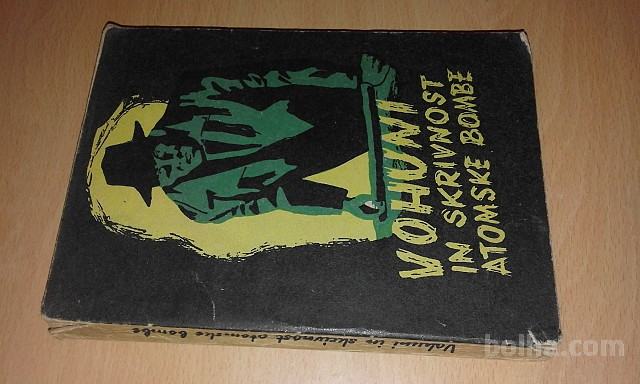 VOHUNI
IN SKRIVNOST
ATOMSKE BOMBE
Vohuni in skrivnost atomske bombe
bolha.com